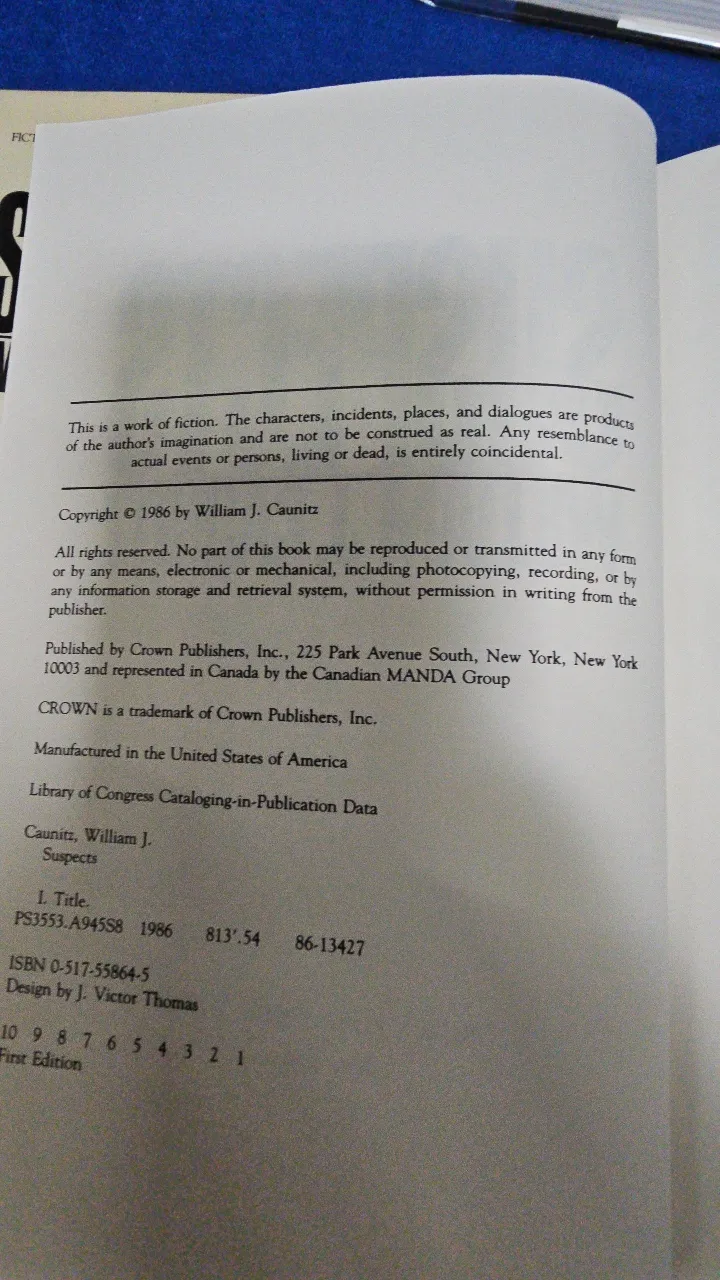 FICT
This is a work of fiction. The characters, incidents, places, and dialogues are products
of the author's imagination and are not to be construed as real. Any resemblance to
actual events or persons, living or dead, is entirely coincidental.
Copyright © 1986 by William J. Caunitz
All rights reserved. No part of this book may be reproduced or transmitted in any form
or by any means, electronic or mechanical, including photocopying, recording, or by
any information storage and retrieval system, without permission in writing from the
publisher.
Published by Crown Publishers, Inc., 225 Park Avenue South, New York, New York
10003 and represented in Canada by the Canadian MANDA Group
CROWN is a trademark of Crown Publishers, Inc.
Manufactured in the United States of America
Library of Congress Cataloging-in-Publication Data
Caunitz, William J.
Suspects
I. Title.
PS3553.A945S8 1986 813'.54 86-13427
ISBN 0-517-55864-5
Design by J. Victor Thomas
10 9 8 7 6 5 4 3 2 1
First Edition